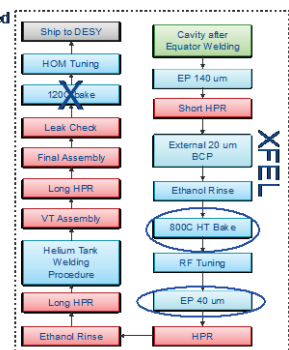 ed
Ship to DESY
HOM Tuning
120C bake
Leak Check
Final Assembly
Long HPR
VT Assembly
Helium Tank
Welding
Procedure
Long HPR
Ethanol Rinse
Cavity after
Equator Welding
EP 140 um
Short HPR
External 20 um
BCP
Ethanol Rinse
800C HT Bake
RF Tuning
EP 40 um
HPR
XFEL